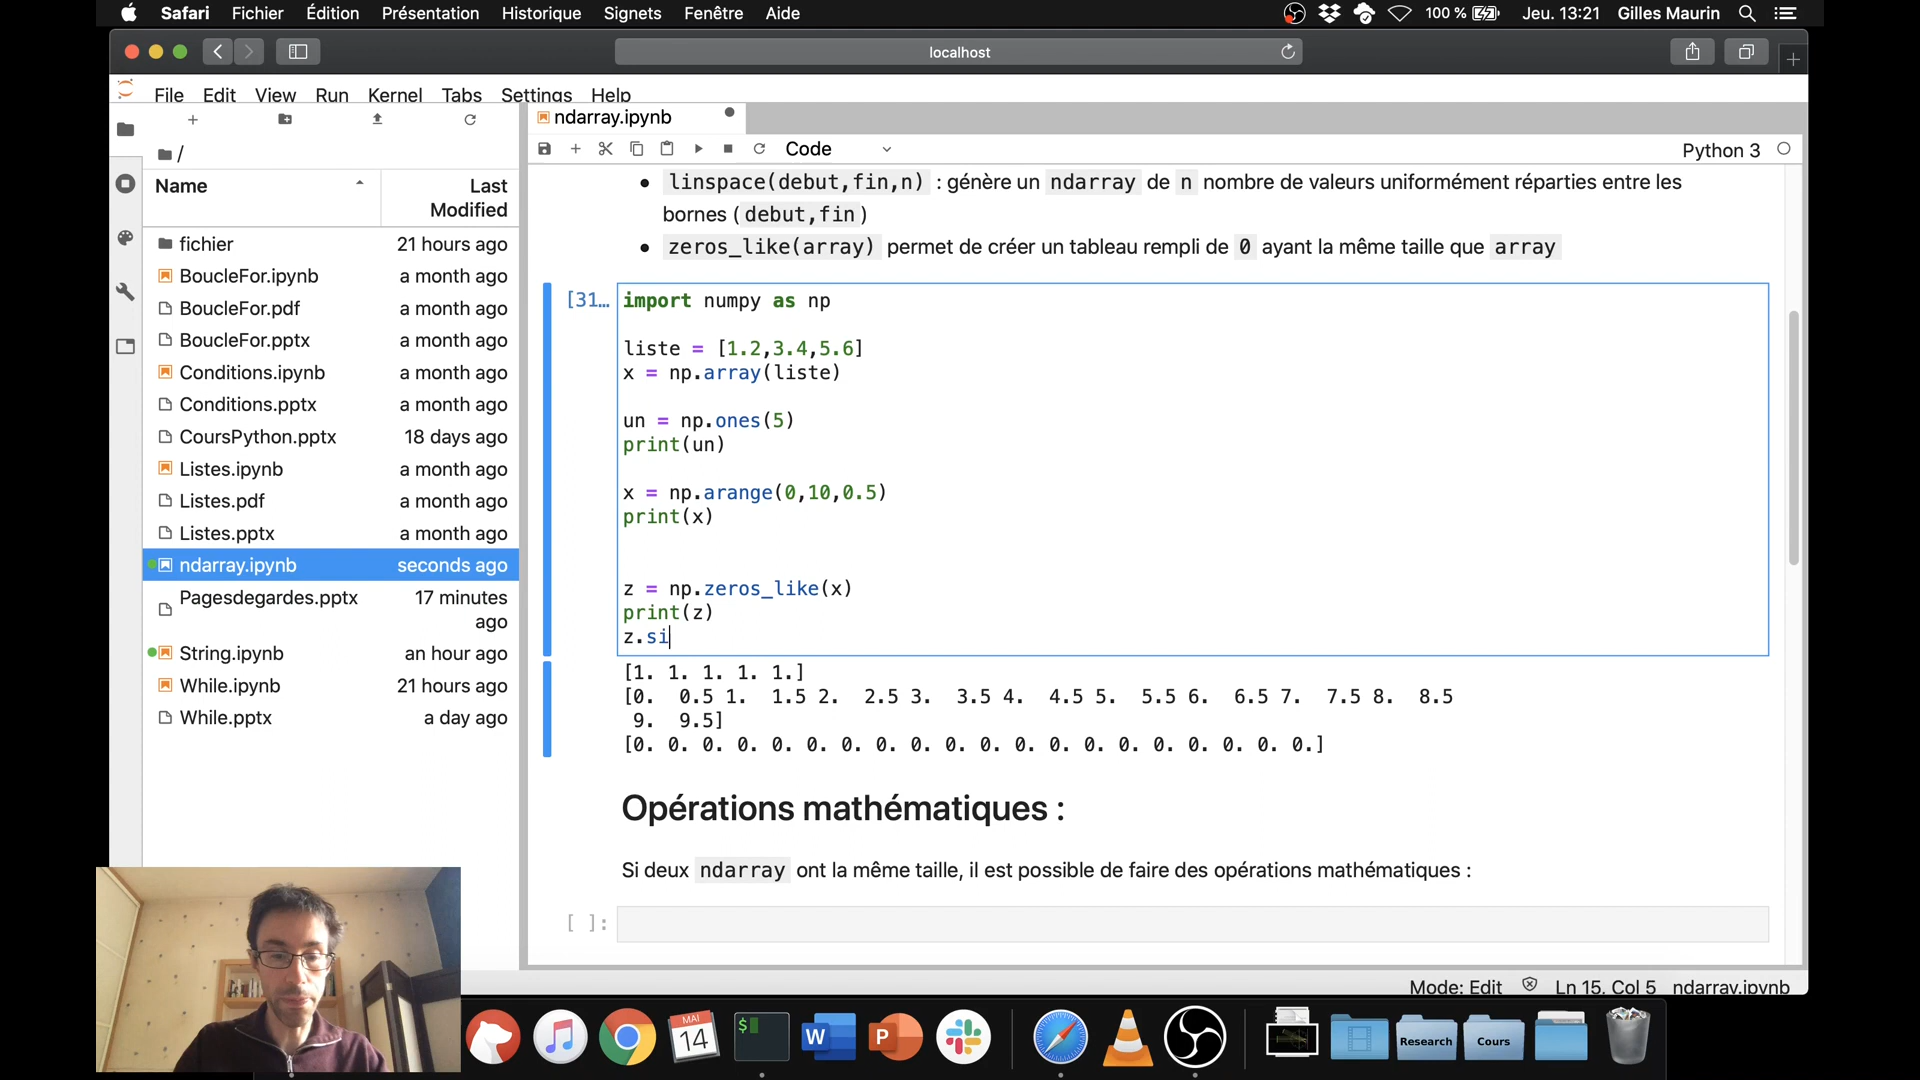 Safari Fichier Édition Présentation Historique Signets Fenêtre Aide 100 % Jeu. 13:21 Gilles Maurin
localhost
File Edit View Run Kernel Tabs Settings Help
ndarray.ipynb
Code
Python 3
/
Name
Last Modified
fichier 21 hours ago
BoucleFor.ipynb a month ago
BoucleFor.pdf a month ago
BoucleFor.pptx a month ago
Conditions.ipynb a month ago
Conditions.pptx a month ago
CoursPython.pptx 18 days ago
Listes.ipynb a month ago
Listes.pdf a month ago
Listes.pptx a month ago
ndarray.ipynb seconds ago
Pagesdegardes.pptx 17 minutes ago
String.ipynb an hour ago
While.ipynb 21 hours ago
While.pptx a day ago
linspace(debut,fin,n) : génère un ndarray de n nombre de valeurs uniformément réparties entre les
bornes (debut,fin)
zeros_like(array) permet de créer un tableau rempli de 0 ayant la même taille que array
[31…
import numpy as np
liste = [1.2,3.4,5.6]
x = np.array(liste)
un = np.ones(5)
print(un)
x = np.arange(0,10,0.5)
print(x)
z = np.zeros_like(x)
print(z)
z.si
[1. 1. 1. 1. 1.]
[0. 0.5 1. 1.5 2. 2.5 3. 3.5 4. 4.5 5. 5.5 6. 6.5 7. 7.5 8. 8.5
9. 9.5]
[0. 0. 0. 0. 0. 0. 0. 0. 0. 0. 0. 0. 0. 0. 0. 0. 0. 0. 0. 0.]
Opérations mathématiques :
Si deux ndarray ont la même taille, il est possible de faire des opérations mathématiques :
[ ]:
Mode: Edit Ln 15, Col 5 ndarray.ipynb
MAI
14
$
W
P
Research
Cours